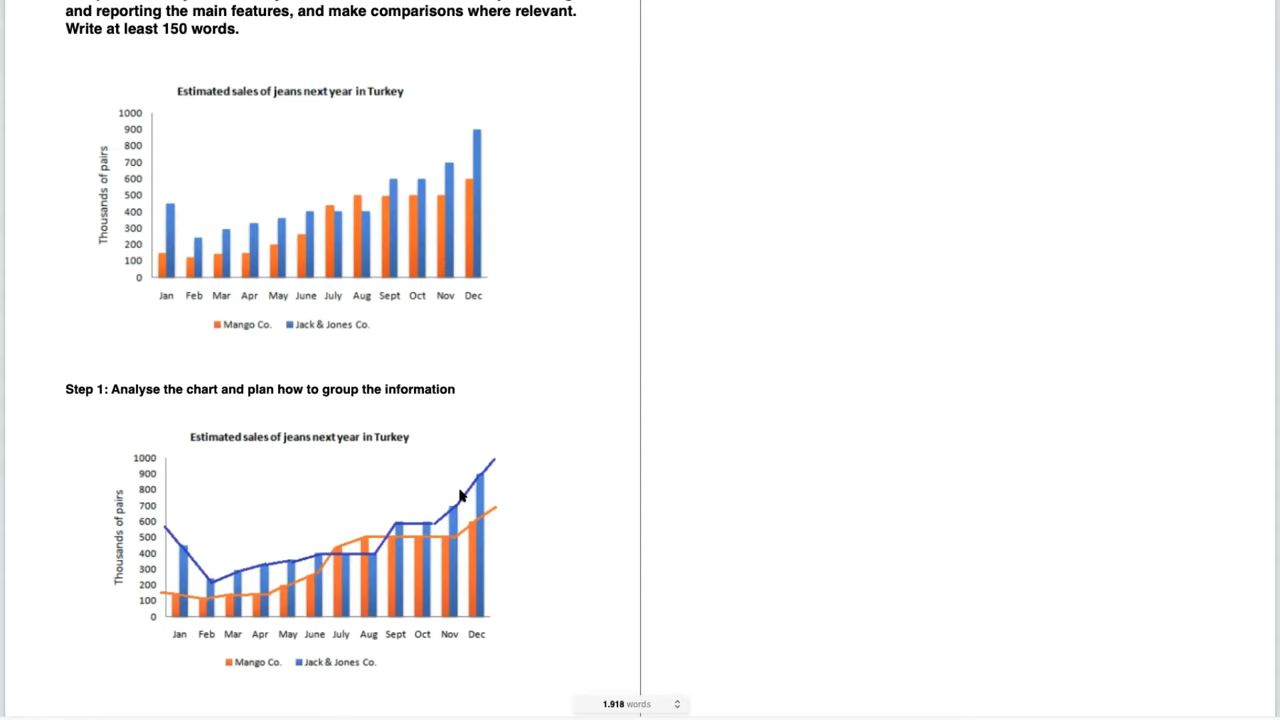 and reporting the main features, and make comparisons where relevant.
Write at least 150 words.
Estimated sales of jeans next year in Turkey
Thousands of pairs
1000
900
800
700
600
500
400
300
200
100
0
Jan Feb Mar Apr May June July Aug Sept Oct Nov Dec
Mango Co. Jack & Jones Co.
Step 1: Analyse the chart and plan how to group the information
Estimated sales of jeans next year in Turkey
Thousands of pairs
1000
900
800
700
600
500
400
300
200
100
0
Jan Feb Mar Apr May June July Aug Sept Oct Nov Dec
Mango Co. Jack & Jones Co.
1.918 words